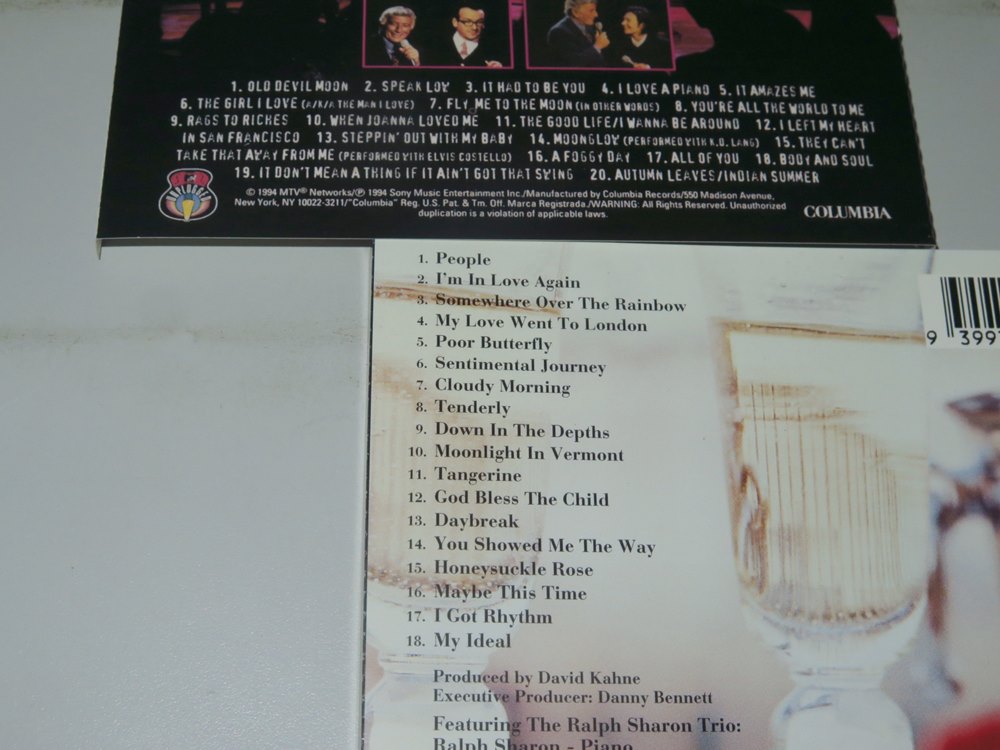 1. OLD DEVIL MOON 2. SPEAK LOW 3. IT HAD TO BE YOU 4. I LOVE A PIANO 5. IT AMAZES ME
6. THE GIRL I LOVE (A/K/A THE MAN I LOVE) 7. FLY ME TO THE MOON (IN OTHER WORDS) 8. YOU'RE ALL THE WORLD TO ME
9. RAGS TO RICHES 10. WHEN JOANNA LOVED ME 11. THE GOOD LIFE/I WANNA BE AROUND 12. I LEFT MY HEART
IN SAN FRANCISCO 13. STEPPIN' OUT WITH MY BABY 14. MOONGLOW (PERFORMED WITH K.D. LANG) 15. THEY CAN'T
TAKE THAT AWAY FROM ME (PERFORMED WITH ELVIS COSTELLO) 16. A FOGGY DAY 17. ALL OF YOU 18. BODY AND SOUL
19. IT DON'T MEAN A THING IF IT AIN'T GOT THAT SWING 20. AUTUMN LEAVES/INDIAN SUMMER
UNPLUGGED
© 1994 MTV® Networks/℗ 1994 Sony Music Entertainment Inc./Manufactured by Columbia Records/550 Madison Avenue,
New York, NY 10022-3211/"Columbia" Reg. U.S. Pat. & Tm. Off. Marca Registrada./WARNING: All Rights Reserved. Unauthorized
duplication is a violation of applicable laws.
COLUMBIA
1. People
2. I'm In Love Again
3. Somewhere Over The Rainbow
4. My Love Went To London
5. Poor Butterfly
6. Sentimental Journey
7. Cloudy Morning
8. Tenderly
9. Down In The Depths
10. Moonlight In Vermont
11. Tangerine
12. God Bless The Child
13. Daybreak
14. You Showed Me The Way
15. Honeysuckle Rose
16. Maybe This Time
17. I Got Rhythm
18. My Ideal
Produced by David Kahne
Executive Producer: Danny Bennett
Featuring The Ralph Sharon Trio:
Ralph Sharon - Piano
9 399